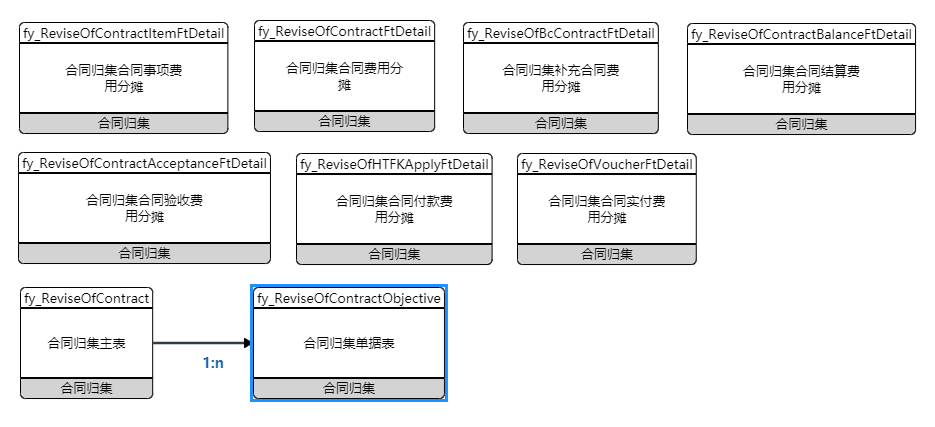 fy_ReviseOfContractItemFtDetail
合同归集合同事项费
用分摊
合同归集
fy_ReviseOfContractFtDetail
合同归集合同费用分
摊
合同归集
fy_ReviseOfBcContractFtDetail
合同归集补充合同费
用分摊
合同归集
fy_ReviseOfContractBalanceFtDetail
合同归集合同结算费
用分摊
合同归集
fy_ReviseOfContractAcceptanceFtDetail
合同归集合同验收费
用分摊
合同归集
fy_ReviseOfHTFKApplyFtDetail
合同归集合同付款费
用分摊
合同归集
fy_ReviseOfVoucherFtDetail
合同归集合同实付费
用分摊
合同归集
fy_ReviseOfContract
合同归集主表
合同归集
1:n
fy_ReviseOfContractObjective
合同归集单据表
合同归集